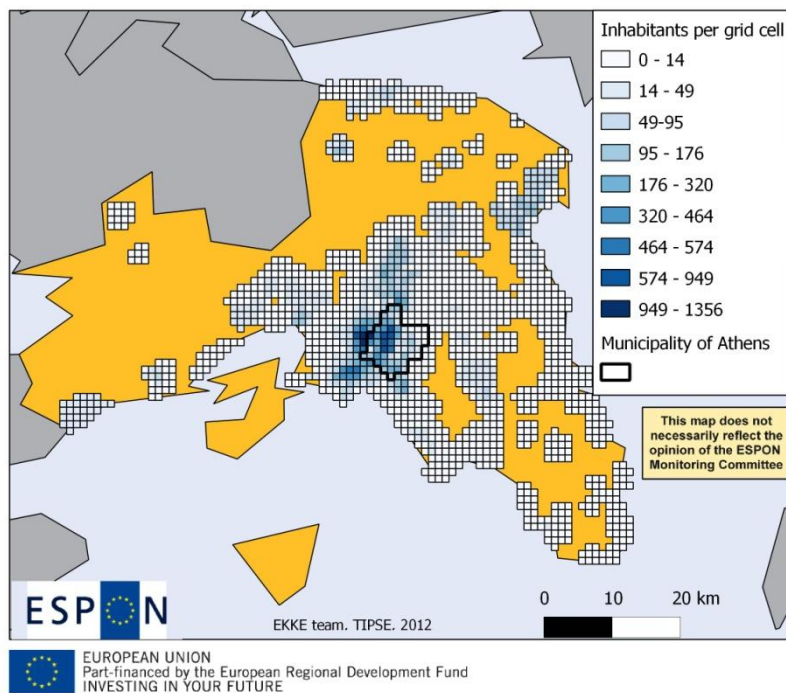 Inhabitants per grid cell
0 - 14
14 - 49
49-95
95 - 176
176 - 320
320 - 464
464 - 574
574 - 949
949 - 1356
Municipality of Athens
This map does not
necessarily reflect the
opinion of the ESPON
Monitoring Committee
ESPON
EKKE team. TIPSE. 2012
0 10 20 km
EUROPEAN UNION
Part-financed by the European Regional Development Fund
INVESTING IN YOUR FUTURE